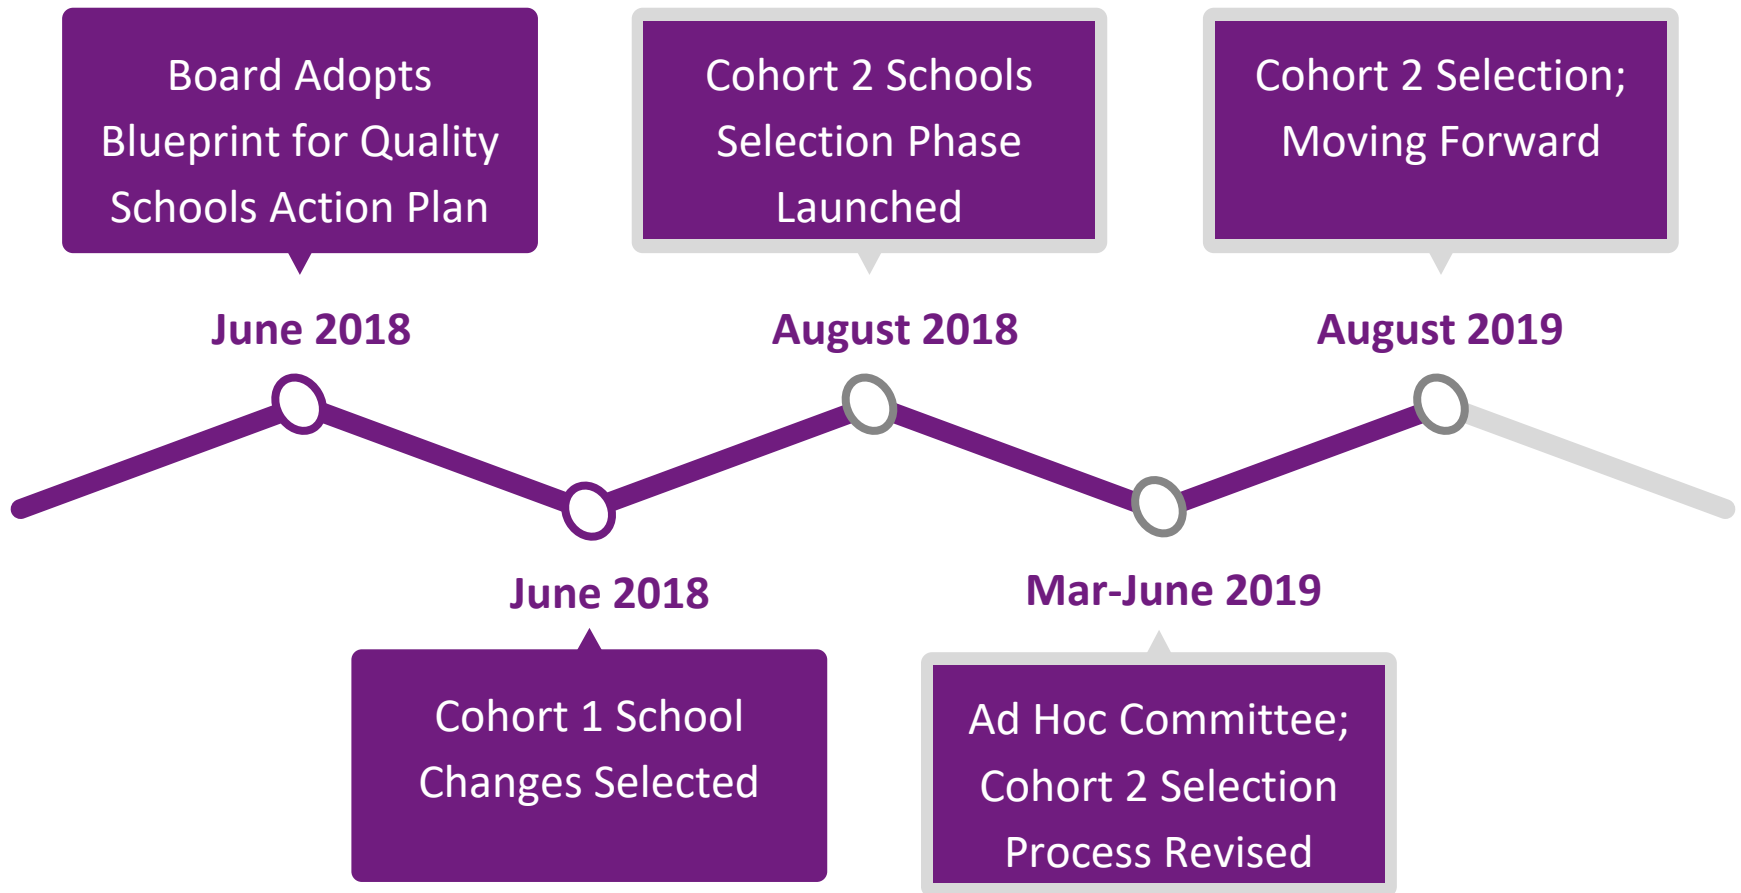 Board Adopts
Blueprint for Quality
Schools Action Plan
June 2018
Cohort 2 Schools
Selection Phase
Launched
August 2018
Cohort 2 Selection;
Moving Forward
August 2019
June 2018
Cohort 1 School
Changes Selected
Mar-June 2019
Ad Hoc Committee;
Cohort 2 Selection
Process Revised